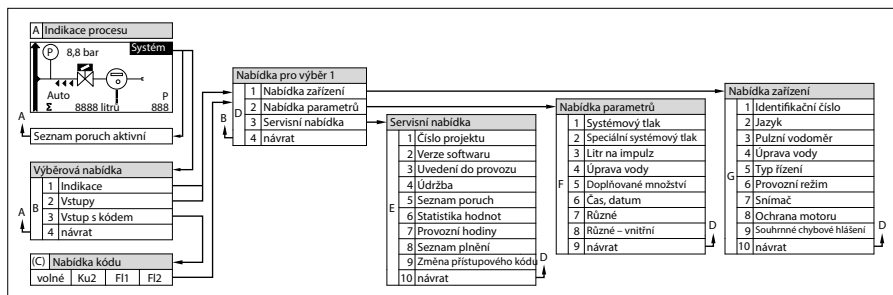 A Indikace procesu
P 8,8 bar Systém
Auto P
Σ 8888 litrů 888
A
Seznam poruch aktivní
Výběrová nabídka
B
1 Indikace
2 Vstupy
3 Vstup s kódem
4 návrat
A
(C) Nabídka kódu
volné Ku2 Fl1 Fl2
Nabídka pro výběr 1
D
1 Nabídka zařízení
2 Nabídka parametrů
3 Servisní nabídka
4 návrat
B
Servisní nabídka
E
1 Číslo projektu
2 Verze softwaru
3 Uvedení do provozu
4 Údržba
5 Seznam poruch
6 Statistika hodnot
7 Provozní hodiny
8 Seznam plnění
9 Změna přístupového kódu
10 návrat
D
Nabídka parametrů
F
1 Systémový tlak
2 Speciální systémový tlak
3 Litr na impulz
4 Úprava vody
5 Doplňované množství
6 Čas, datum
7 Různé
8 Různé – vnitřní
9 návrat
D
Nabídka zařízení
G
1 Identifikační číslo
2 Jazyk
3 Pulzní vodoměr
4 Úprava vody
5 Typ řízení
6 Provozní režim
7 Snímač
8 Ochrana motoru
9 Souhrnné chybové hlášení
10 návrat
D